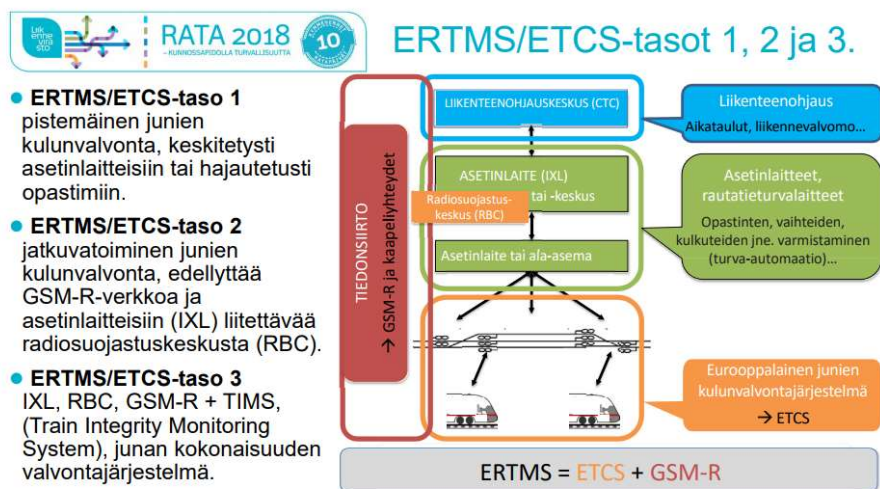 Liikennevirasto
RATA 2018
– KUNNOSSAPIDOLLA TURVALLISUUTTA
10
ERTMS/ETCS-tasot 1, 2 ja 3.
ERTMS/ETCS-taso 1
pistemäinen junien
kulunvalvonta, keskitetysti
asetinlaitteisiin tai hajautetusti
opastimiin.
ERTMS/ETCS-taso 2
jatkuvatoiminen junien
kulunvalvonta, edellyttää
GSM-R-verkkoa ja
asetinlaitteisiin (IXL) liitettävää
radiosuojastuskeskusta (RBC).
ERTMS/ETCS-taso 3
IXL, RBC, GSM-R + TIMS,
(Train Integrity Monitoring
System), junan kokonaisuuden
valvontajärjestelmä.
TIEDONSIIRTO
→ GSM-R ja kaapeliyhteydet
LIIKENTEENOHJAUSKESKUS (CTC)
ASETINLAITE (IXL)
tai -keskus
Radiosuojastus-
keskus (RBC)
Asetinlaite tai ala-asema
Liikenteenohjaus
Aikataulut, liikennevalvomo...
Asetinlaitteet,
rautatieturvalaitteet
Opastinten, vaihteiden,
kulkuteiden jne. varmistaminen
(turva-automaatio)...
Eurooppalainen junien
kulunvalvontajärjestelmä
→ ETCS
ERTMS = ETCS + GSM-R